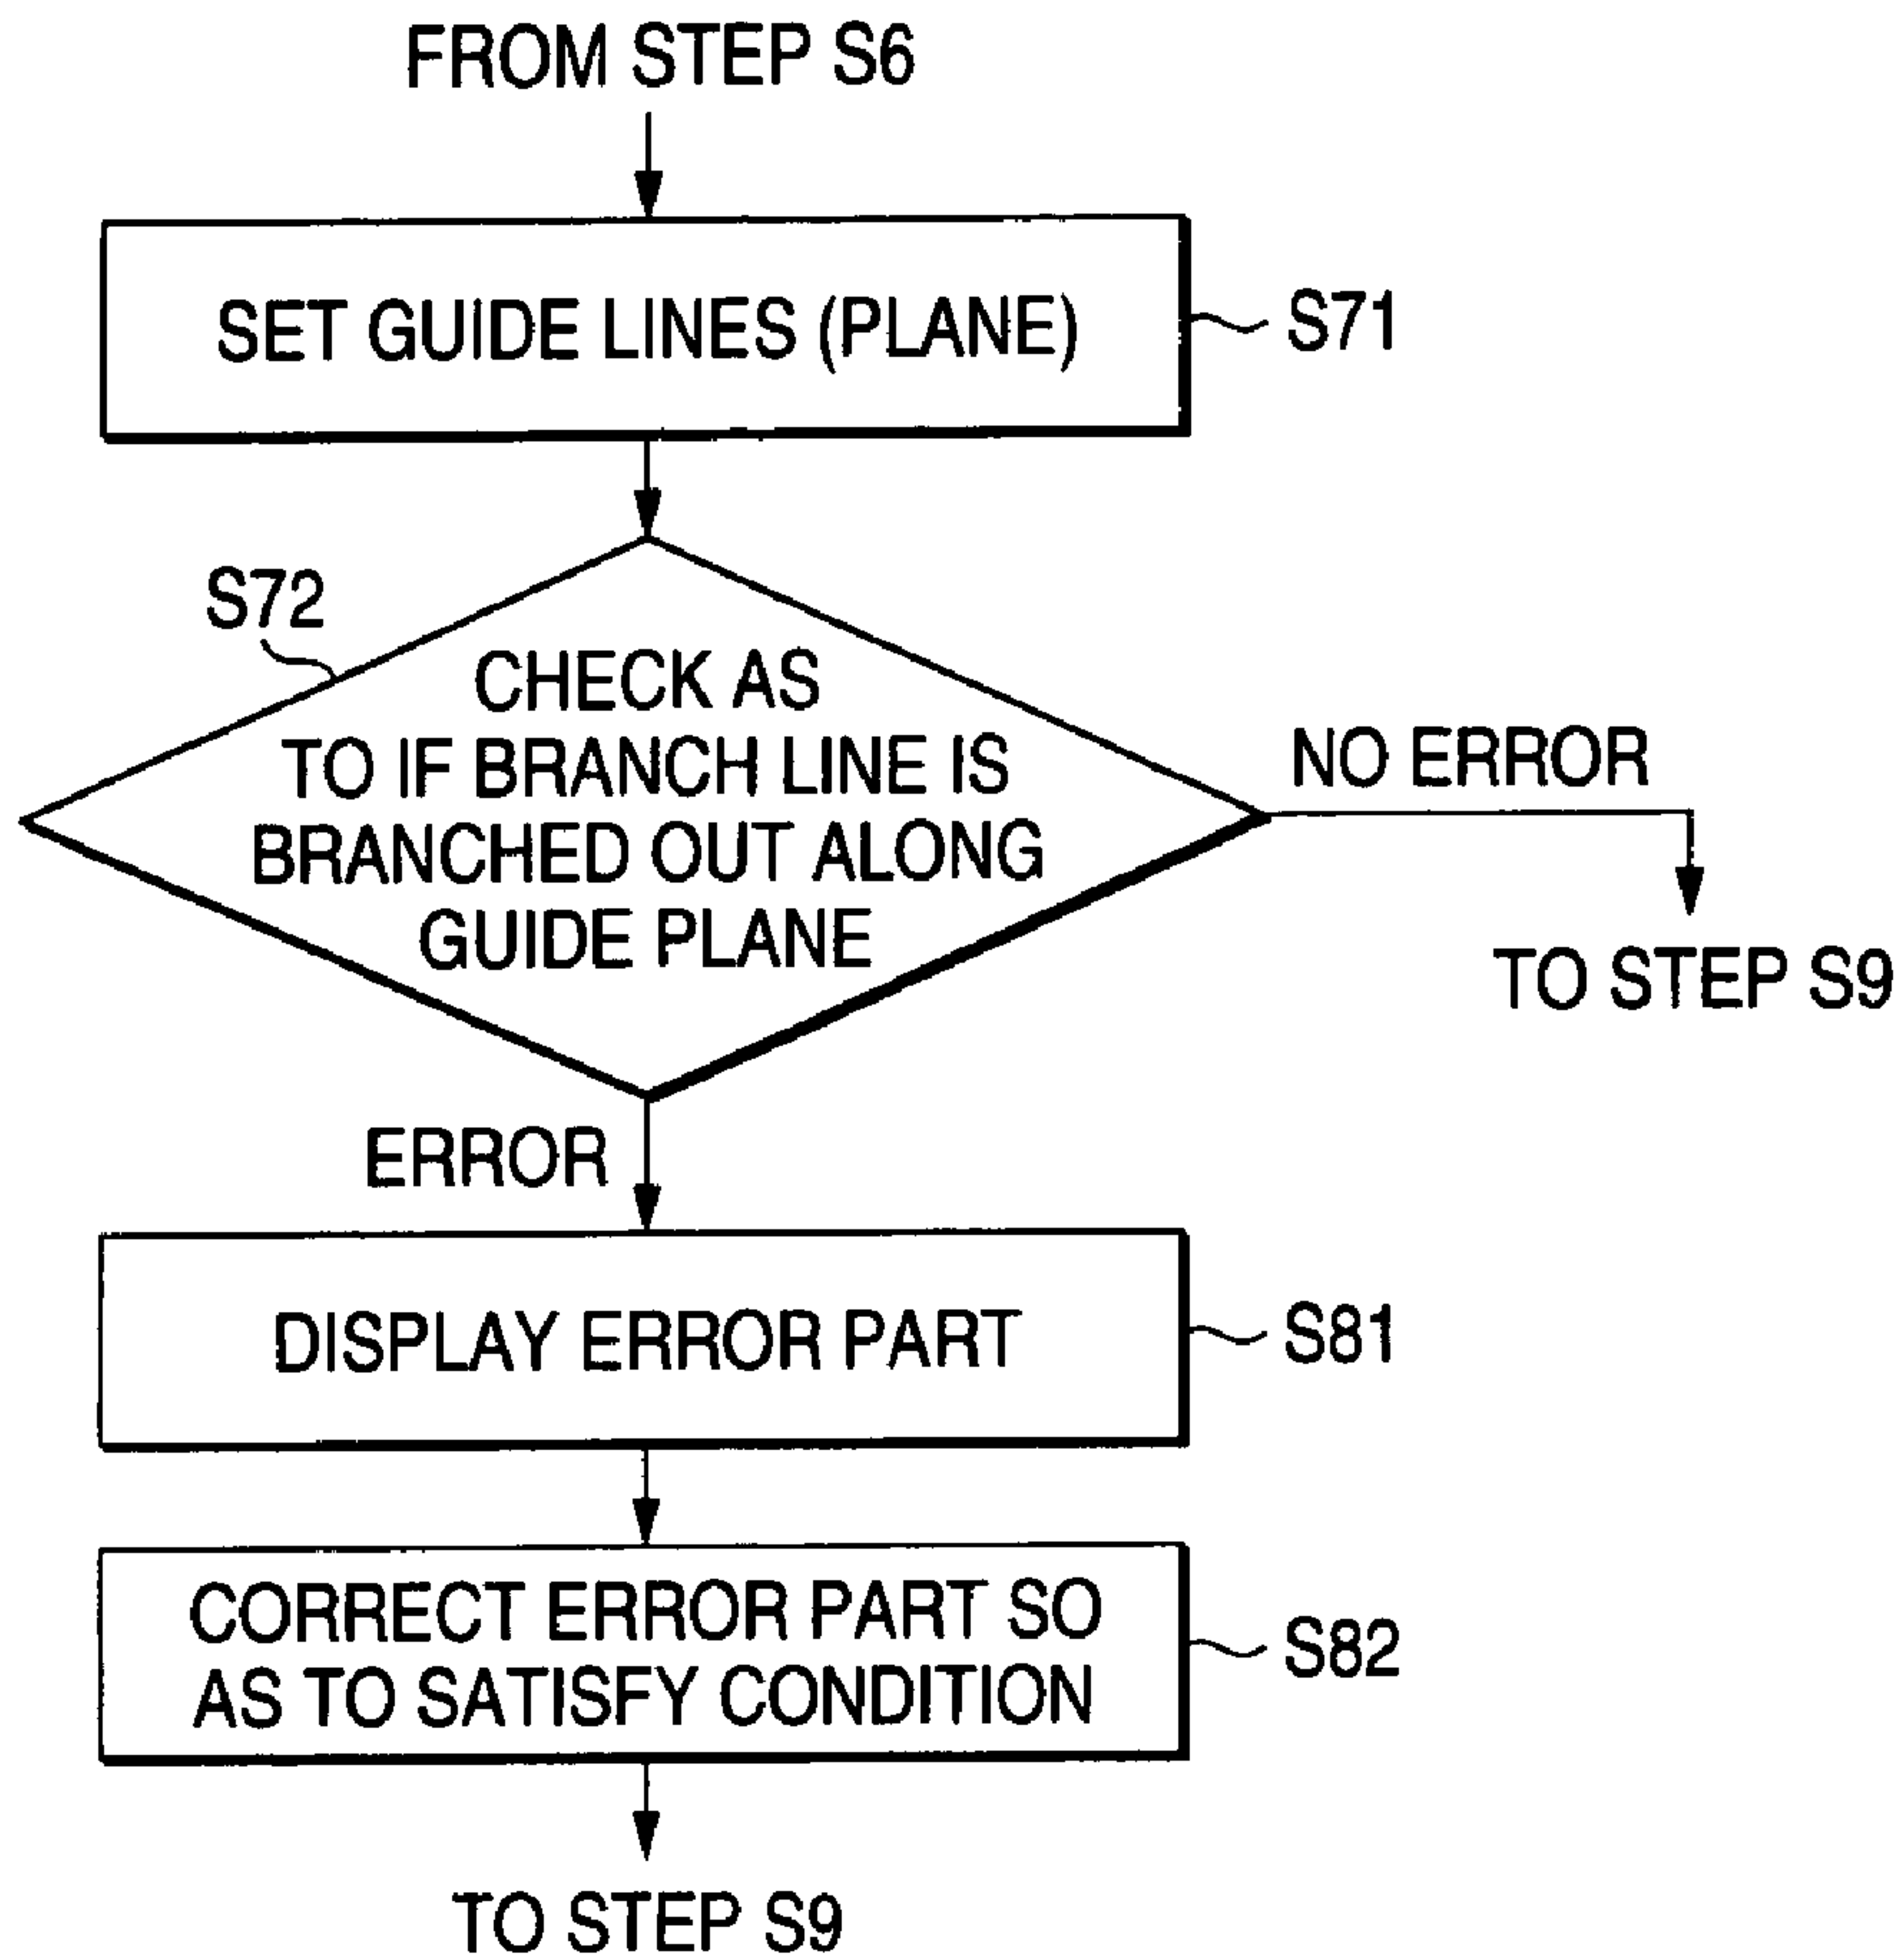 FROM STEP S6
SET GUIDE LINES (PLANE)
S71
S72
CHECK AS
TO IF BRANCH LINE IS
BRANCHED OUT ALONG
GUIDE PLANE
NO ERROR
TO STEP S9
ERROR
DISPLAY ERROR PART
S81
CORRECT ERROR PART SO
AS TO SATISFY CONDITION
S82
TO STEP S9